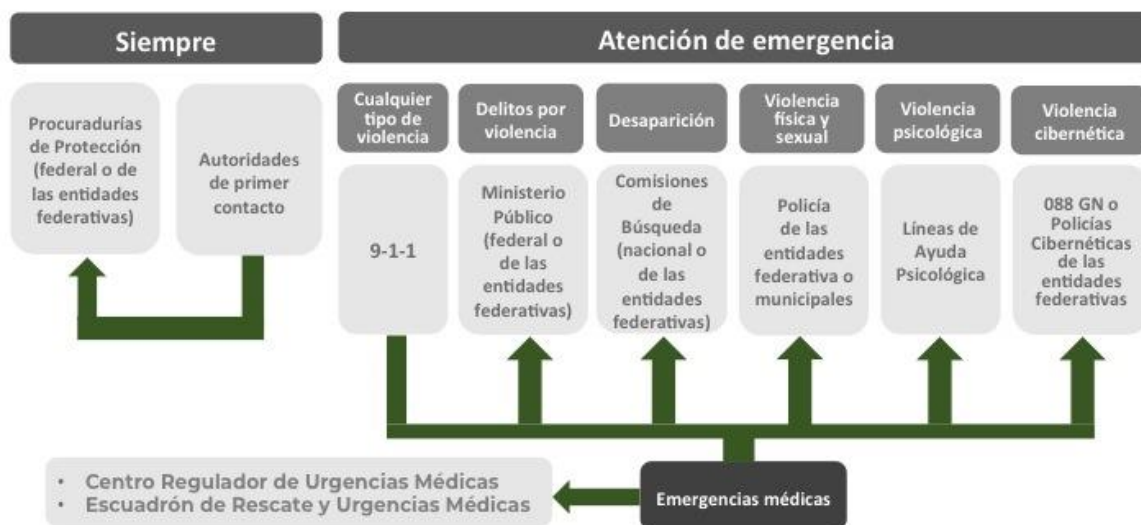 Siempre
Atención de emergencia
Procuradurías
de Protección
(federal o de
las entidades
federativas)
Autoridades
de primer
contacto
Cualquier
tipo de
violencia
Delitos por
violencia
Desaparición
Violencia
física y
sexual
Violencia
psicológica
Violencia
cibernética
9-1-1
Ministerio
Público
(federal o
de las
entidades
federativas)
Comisiones
de
Búsqueda
(nacional o
de las
entidades
federativas)
Policía
de las
entidades
federativa o
municipales
Líneas de
Ayuda
Psicológica
088 GN o
Policías
Cibernéticas
de las
entidades
federativas
• Centro Regulador de Urgencias Médicas
• Escuadrón de Rescate y Urgencias Médicas
Emergencias médicas